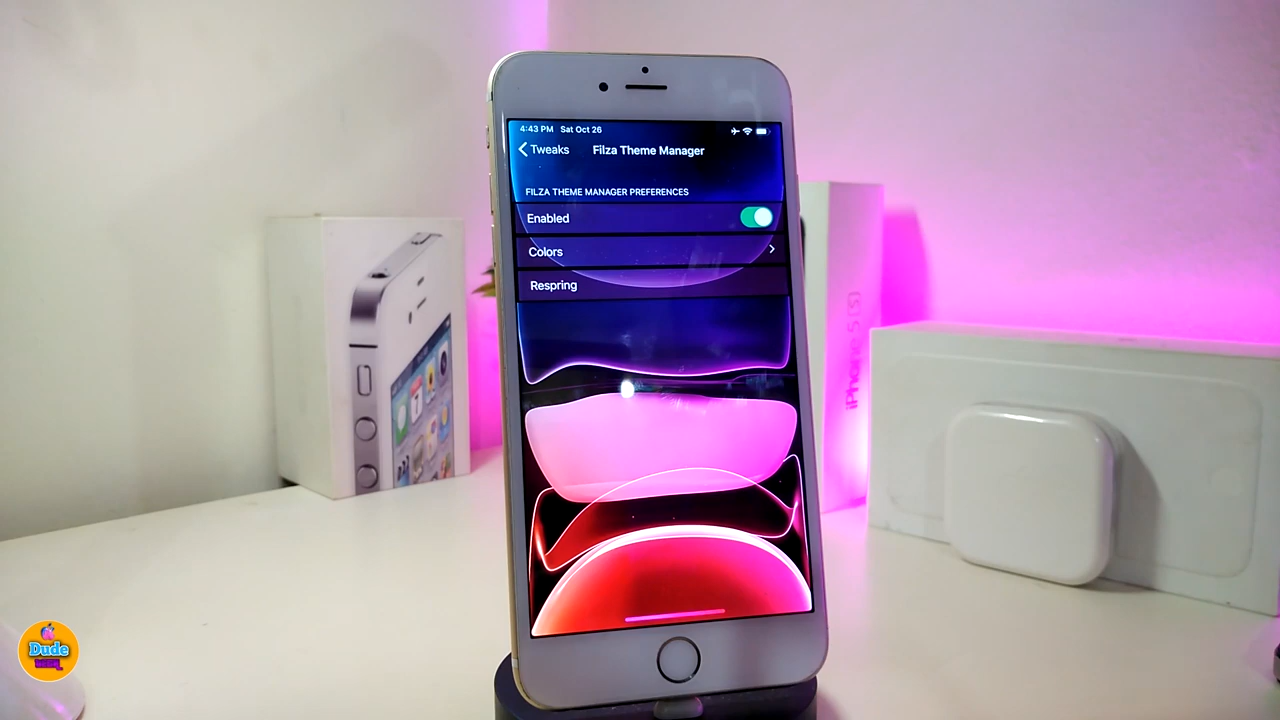 4:43 PM Sat Oct 26
Tweaks
Filza Theme Manager
FILZA THEME MANAGER PREFERENCES
Enabled
Colors
Respring
iPhone 5s
Dude